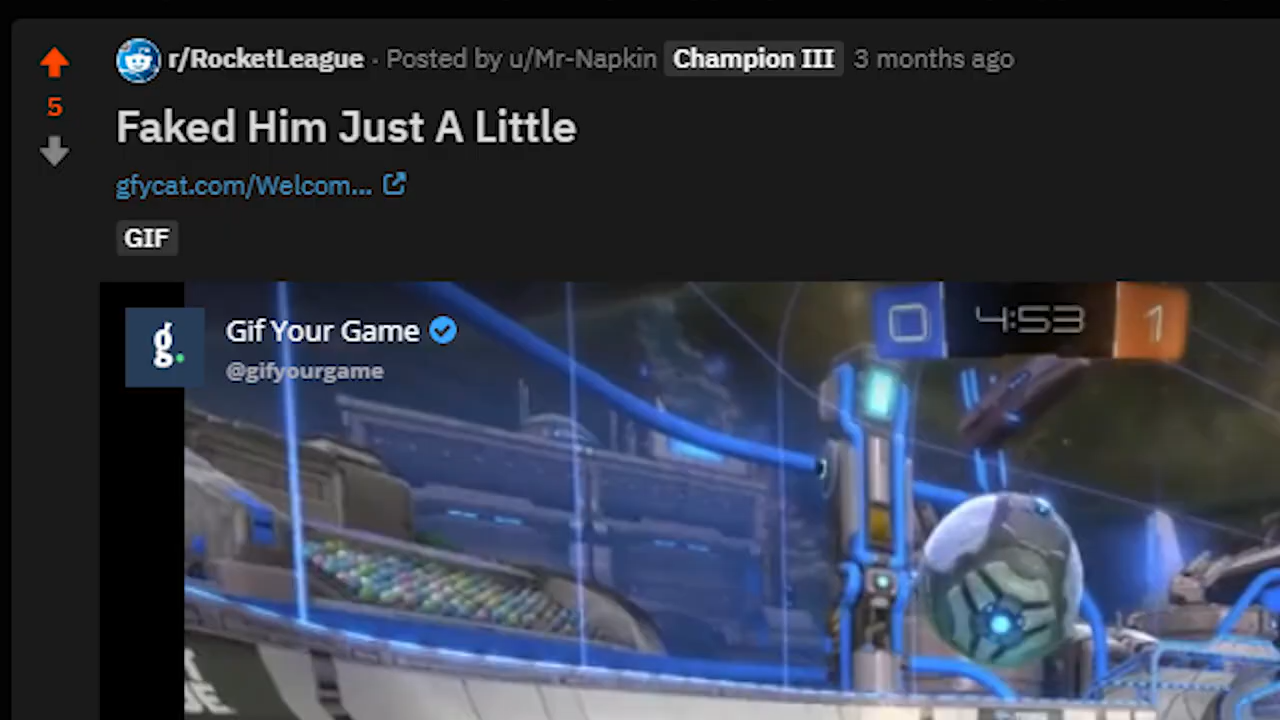 r/RocketLeague · Posted by u/Mr-Napkin Champion III 3 months ago
5
Faked Him Just A Little
gfycat.com/Welcom...
GIF
g.
Gif Your Game
@gifyourgame
0 4:53 1